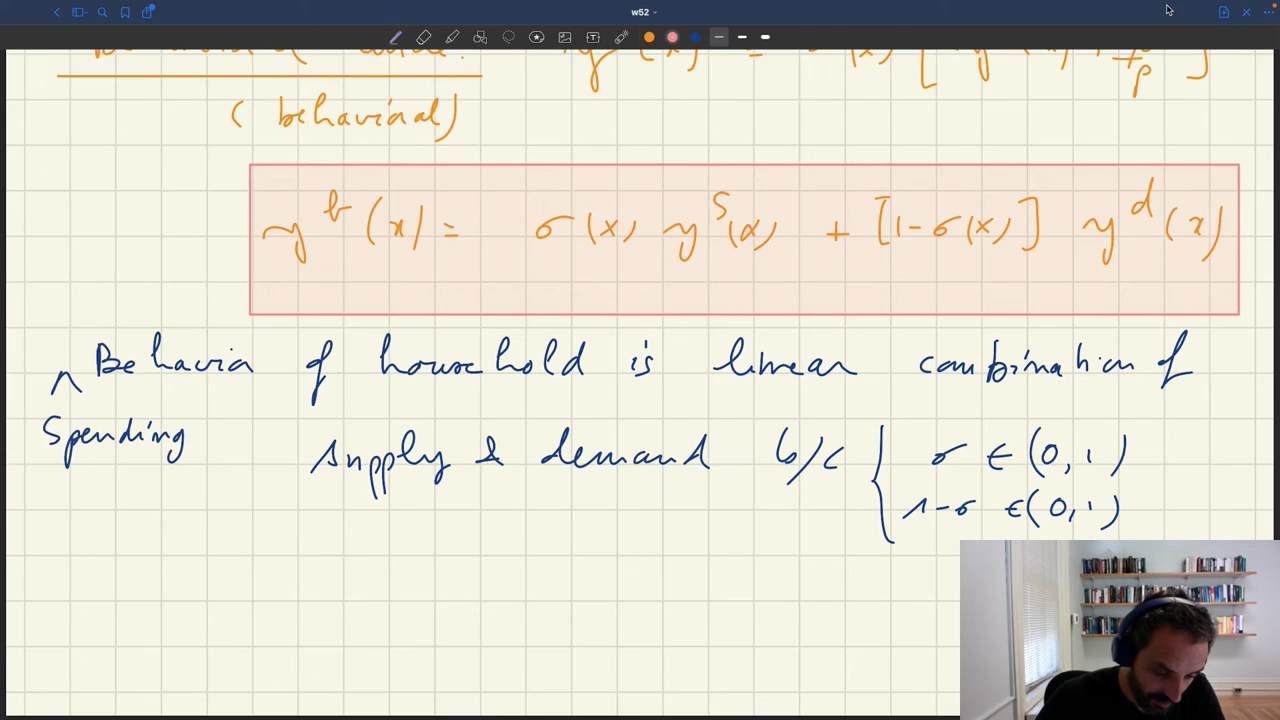 w52
(behavioral)
y^b(x) = σ(x) y^s(x) + [1-σ(x)] y^d(x)
Behavior of household is linear combination of
^
Spending supply & demand b/c { σ ∈ (0,1)
1-σ ∈ (0,1)